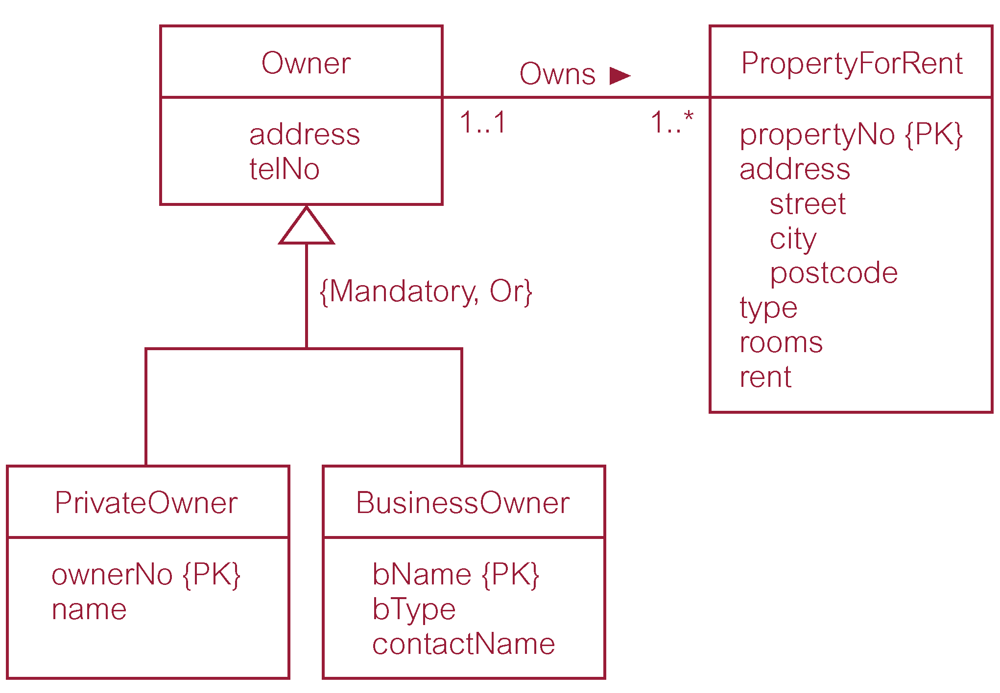 Owner
address
telNo
Owns ►
1..1
1..*
PropertyForRent
propertyNo {PK}
address
street
city
postcode
type
rooms
rent
{Mandatory, Or}
PrivateOwner
ownerNo {PK}
name
BusinessOwner
bName {PK}
bType
contactName